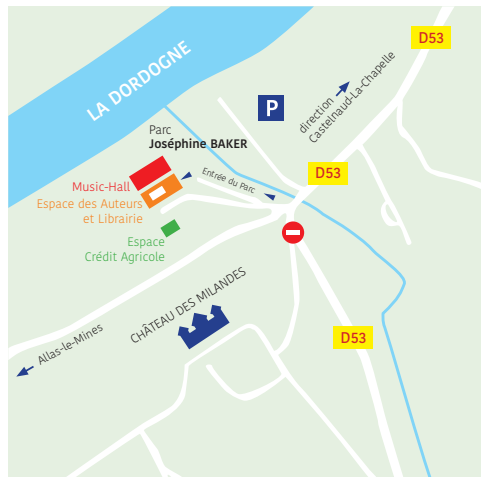 D53
LA DORDOGNE
P
direction
Castelnaud-La-Chapelle
Parc
Joséphine BAKER
D53
Entrée du Parc
Music-Hall
Espace des Auteurs
et Librairie
Espace
Crédit Agricole
CHÂTEAU DES MILANDES
Allas-le-Mines
D53